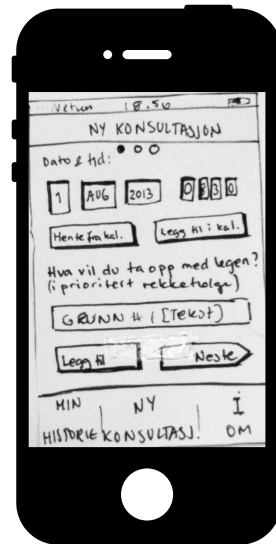 Netcom 18.56
NY KONSULTASJON
Dato & tid:
1 AUG 2013 0830
Hente fra kal. Legg til i kal.
Hva vil du ta opp med legen?
(i prioritert rekkefølge)
GRUNN # 1 [Tekst]
Legg til Neste
MIN NY i
HISTORIE KONSULTASJ. OM